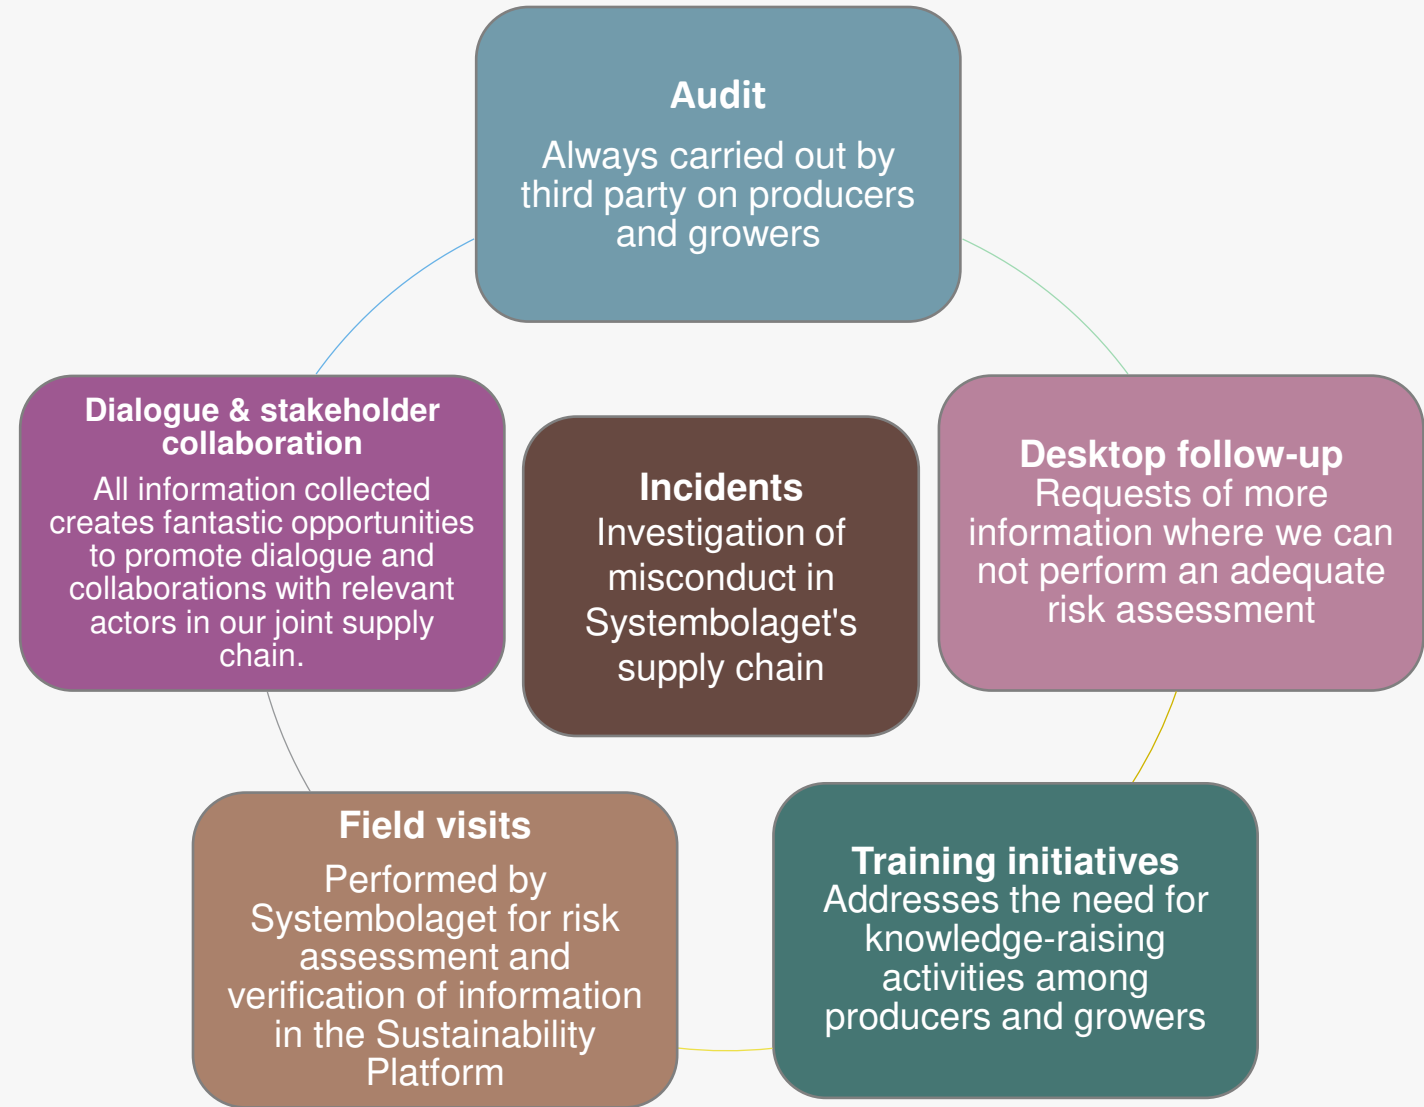 Audit
Always carried out by
third party on producers
and growers
Dialogue & stakeholder
collaboration
All information collected
creates fantastic opportunities
to promote dialogue and
collaborations with relevant
actors in our joint supply
chain.
Incidents
Investigation of
misconduct in
Systembolaget's
supply chain
Desktop follow-up
Requests of more
information where we can
not perform an adequate
risk assessment
Field visits
Performed by
Systembolaget for risk
assessment and
verification of information
in the Sustainability
Platform
Training initiatives
Addresses the need for
knowledge-raising
activities among
producers and growers